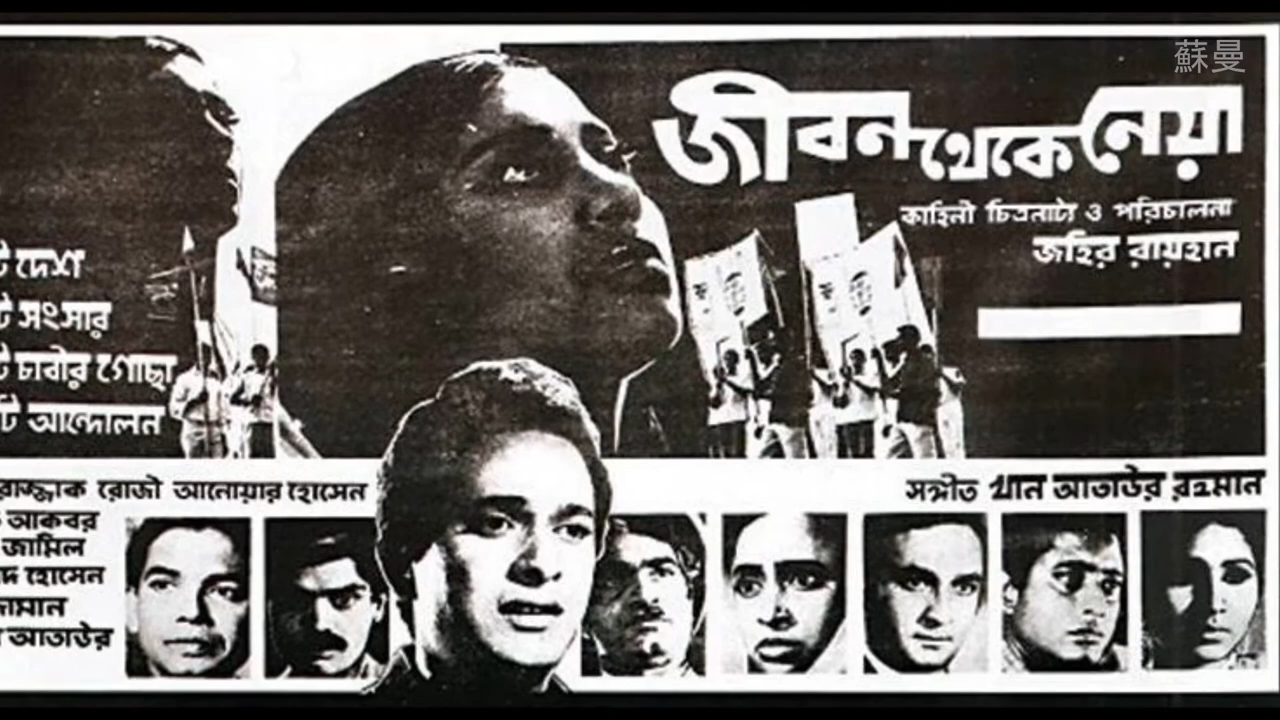 蘇曼
জীবন থেকে নেয়া
কাহিনী চিত্রনাট্য ও পরিচালনা
জহির রায়হান
টি দেশ
টি সংসার
টি চাবীর গোছা
টি আন্দোলন
রাজ্জাক রোজী আনোয়ার হোসেন
আকবর
জামিল
হোসেন
জামান
আতাউর
সঙ্গীত খান আতাউর রহমান